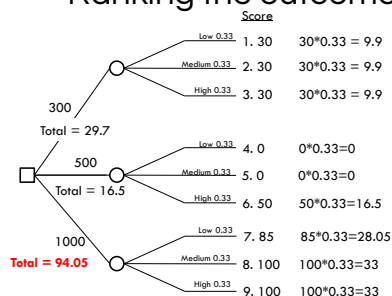 Ranking the outcome
Score
Low 0.33 1. 30 30*0.33 = 9.9
Medium 0.33 2. 30 30*0.33 = 9.9
High 0.33 3. 30 30*0.33 = 9.9
300
Total = 29.7
Low 0.33 4. 0 0*0.33=0
500
Medium 0.33 5. 0 0*0.33=0
Total = 16.5
High 0.33 6. 50 50*0.33=16.5
Low 0.33 7. 85 85*0.33=28.05
1000
Total = 94.05
Medium 0.33 8. 100 100*0.33=33
High 0.33 9. 100 100*0.33=33